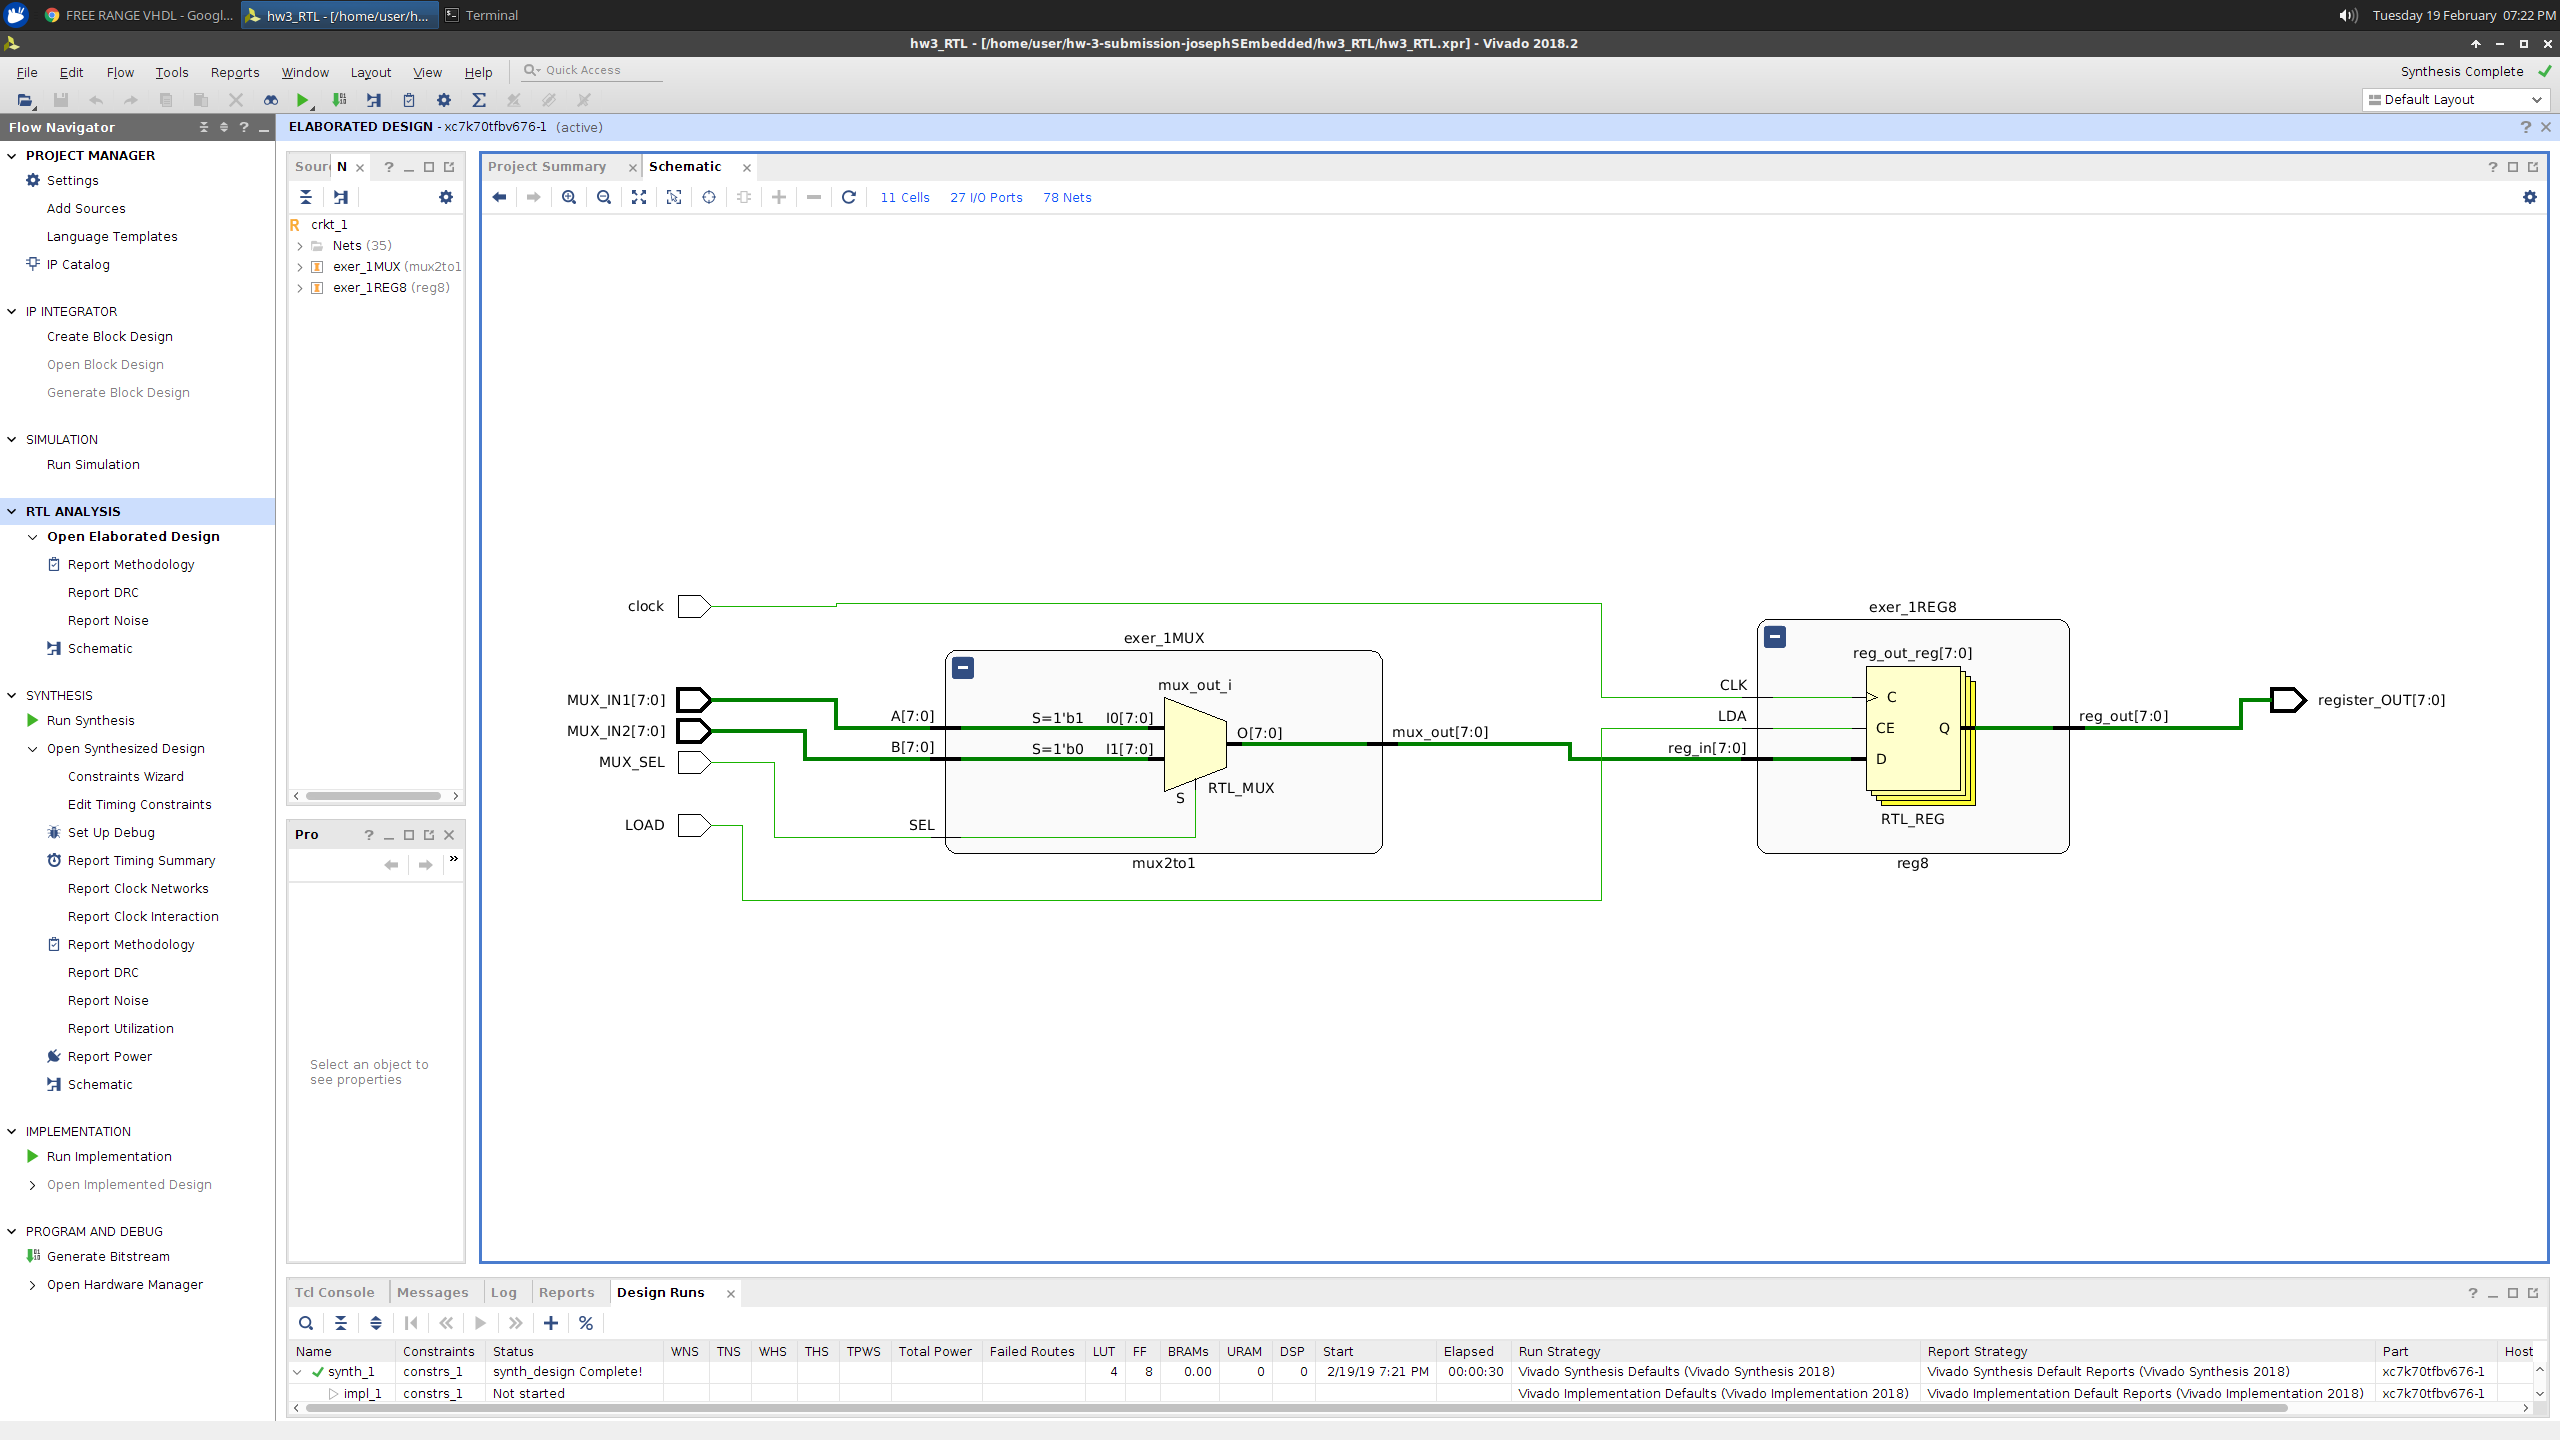 FREE RANGE VHDL - Googl...
hw3_RTL - [/home/user/h...
Terminal
Tuesday 19 February 07:22 PM
hw3_RTL - [/home/user/hw-3-submission-josephSEmbedded/hw3_RTL/hw3_RTL.xpr] - Vivado 2018.2
File Edit Flow Tools Reports Window Layout View Help Quick Access
Synthesis Complete
Default Layout
Flow Navigator
ELABORATED DESIGN - xc7k70tfbv676-1 (active)
PROJECT MANAGER
Settings
Add Sources
Language Templates
IP Catalog
IP INTEGRATOR
Create Block Design
Open Block Design
Generate Block Design
SIMULATION
Run Simulation
RTL ANALYSIS
Open Elaborated Design
Report Methodology
Report DRC
Report Noise
Schematic
SYNTHESIS
Run Synthesis
Open Synthesized Design
Constraints Wizard
Edit Timing Constraints
Set Up Debug
Report Timing Summary
Report Clock Networks
Report Clock Interaction
Report Methodology
Report DRC
Report Noise
Report Utilization
Report Power
Schematic
IMPLEMENTATION
Run Implementation
Open Implemented Design
PROGRAM AND DEBUG
Generate Bitstream
Open Hardware Manager
Sour N
crkt_1
Nets (35)
exer_1MUX (mux2to1
exer_1REG8 (reg8)
Pro
Select an object to
see properties
Project Summary Schematic
11 Cells 27 I/O Ports 78 Nets
clock
MUX_IN1[7:0]
MUX_IN2[7:0]
MUX_SEL
LOAD
exer_1MUX
mux_out_i
A[7:0] S=1'b1 I0[7:0]
B[7:0] S=1'b0 I1[7:0]
O[7:0]
mux_out[7:0]
RTL_MUX
S
SEL
mux2to1
exer_1REG8
reg_out_reg[7:0]
CLK C
LDA CE Q
reg_in[7:0] D
RTL_REG
reg8
reg_out[7:0]
register_OUT[7:0]
Tcl Console Messages Log Reports Design Runs
Name Constraints Status WNS TNS WHS THS TPWS Total Power Failed Routes LUT FF BRAMs URAM DSP Start Elapsed Run Strategy Report Strategy Part Host
synth_1 constrs_1 synth_design Complete! 4 8 0.00 0 0 2/19/19 7:21 PM 00:00:30 Vivado Synthesis Defaults (Vivado Synthesis 2018) Vivado Synthesis Default Reports (Vivado Synthesis 2018) xc7k70tfbv676-1
impl_1 constrs_1 Not started Vivado Implementation Defaults (Vivado Implementation 2018) Vivado Implementation Default Reports (Vivado Implementation 2018) xc7k70tfbv676-1